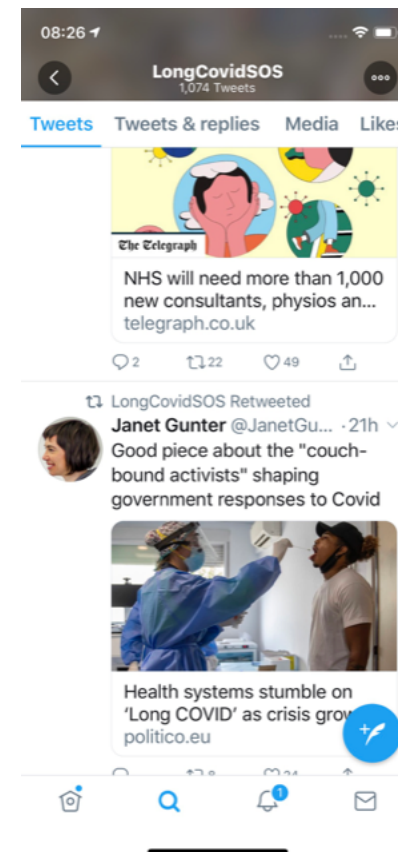 08:26
LongCovidSOS
1,074 Tweets
Tweets Tweets & replies Media Likes
The Telegraph
NHS will need more than 1,000
new consultants, physios an...
telegraph.co.uk
2 22 49
LongCovidSOS Retweeted
Janet Gunter @JanetGu... · 21h
Good piece about the "couch-
bound activists" shaping
government responses to Covid
Health systems stumble on
'Long COVID' as crisis grow
politico.eu
1